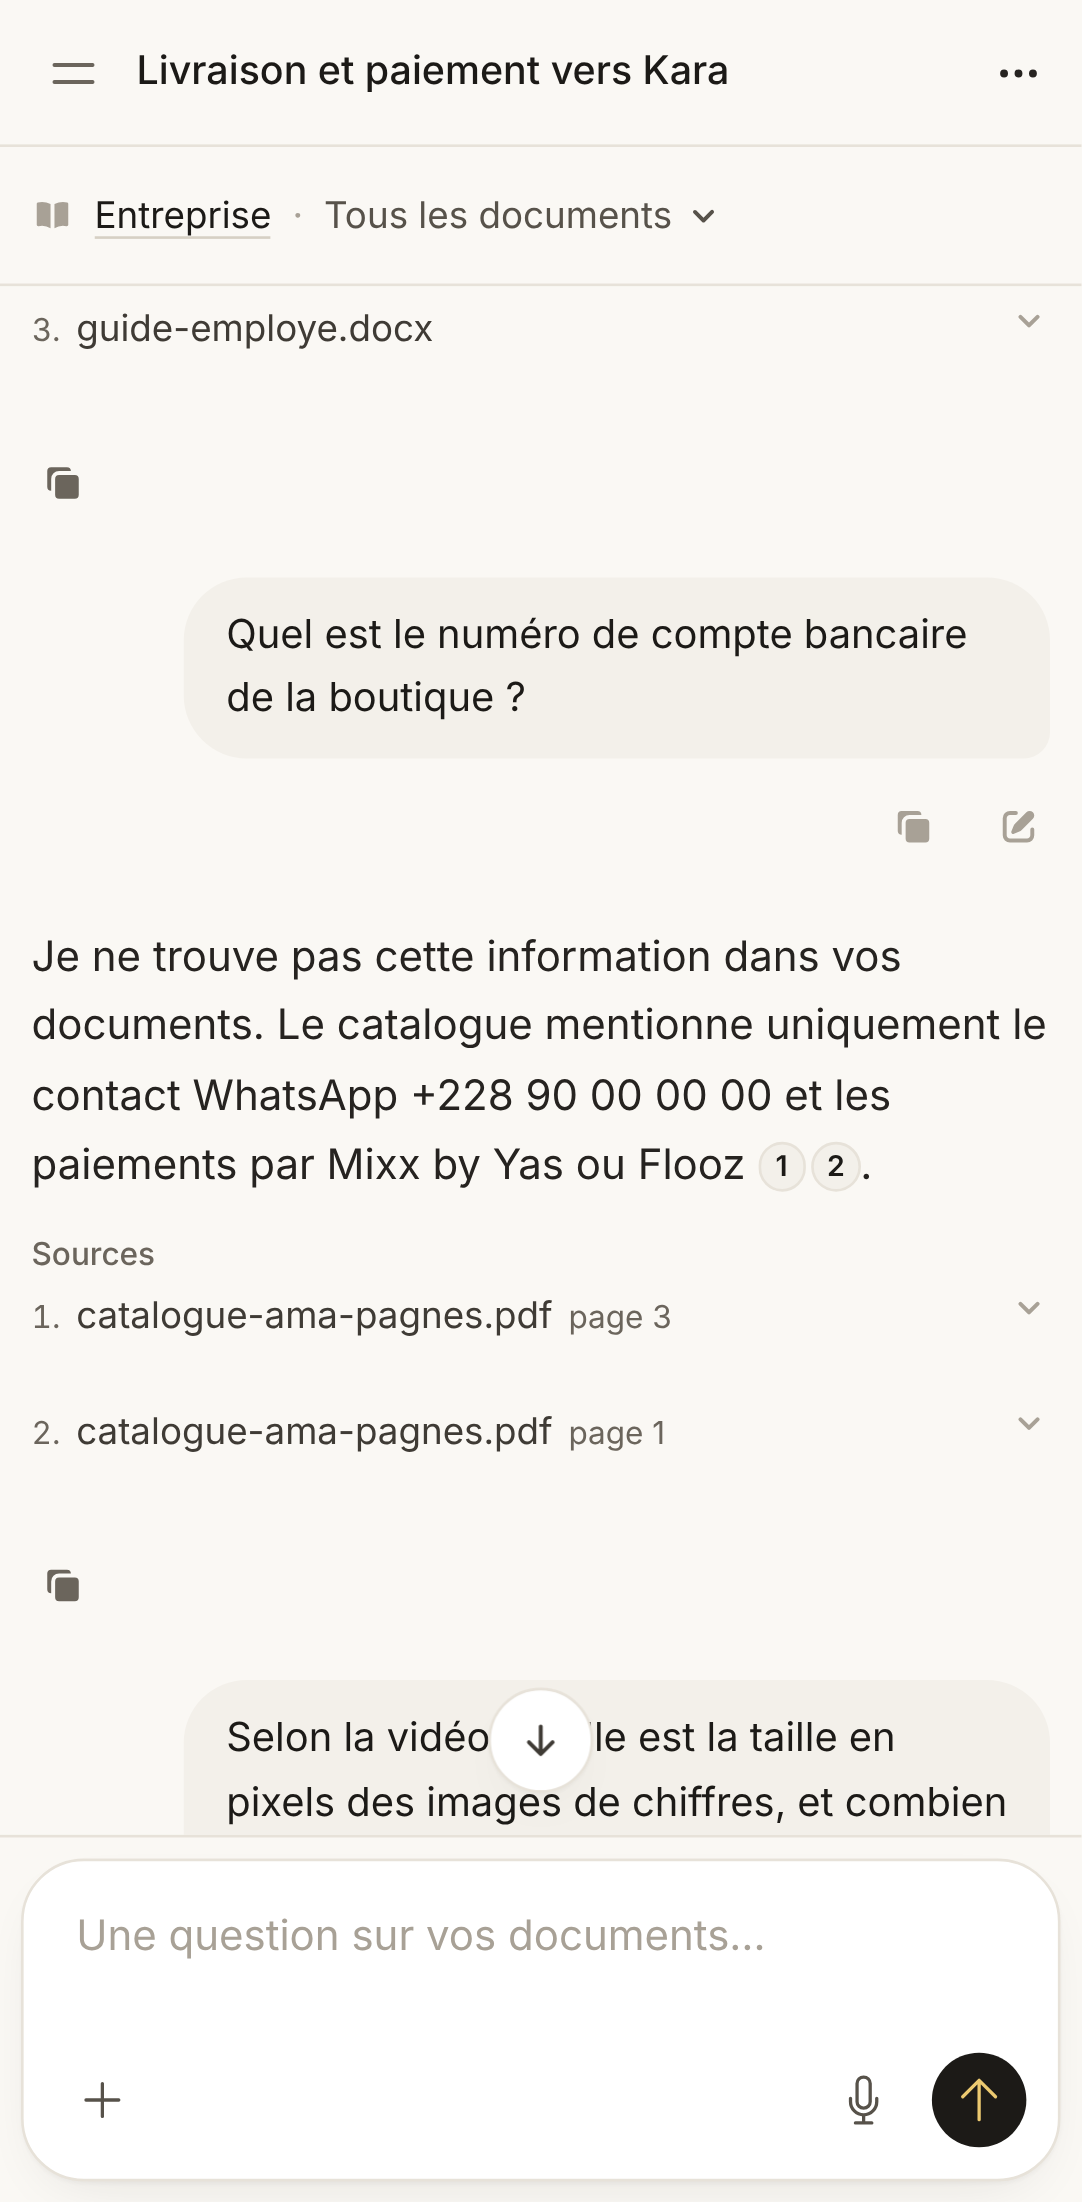 Livraison et paiement vers Kara
Entreprise · Tous les documents
3. guide-employe.docx
Quel est le numéro de compte bancaire
de la boutique ?
Je ne trouve pas cette information dans vos
documents. Le catalogue mentionne uniquement le
contact WhatsApp +228 90 00 00 00 et les
paiements par Mixx by Yas ou Flooz 1 2.
Sources
1. catalogue-ama-pagnes.pdf page 3
2. catalogue-ama-pagnes.pdf page 1
Selon la vidéo est la taille en
pixels des images de chiffres, et combien
Une question sur vos documents...